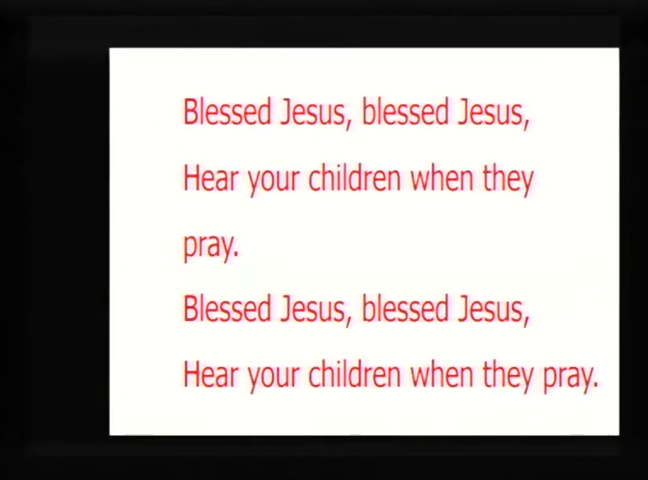 Blessed Jesus, blessed Jesus,
Hear your children when they
pray.
Blessed Jesus, blessed Jesus,
Hear your children when they pray.